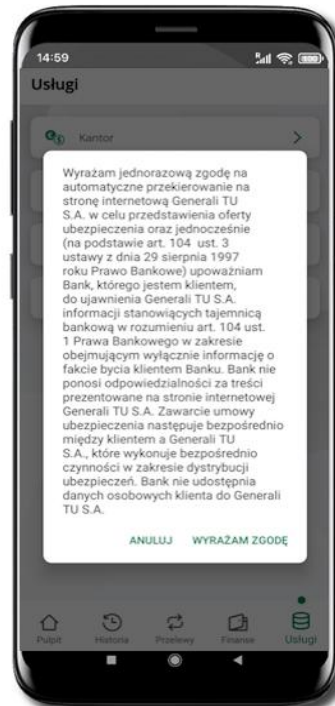 14:59
Usługi
Kantor
Wyrażam jednorazową zgodę na
automatyczne przekierowanie na
stronę internetową Generali TU
S.A. w celu przedstawienia oferty
ubezpieczenia oraz jednocześnie
(na podstawie art. 104 ust. 3
ustawy z dnia 29 sierpnia 1997
roku Prawo Bankowe) upoważniam
Bank, którego jestem klientem,
do ujawnienia Generali TU S.A.
informacji stanowiących tajemnicą
bankową w rozumieniu art. 104 ust.
1 Prawa Bankowego w zakresie
obejmującym wyłącznie informację o
fakcie bycia klientem Banku. Bank nie
ponosi odpowiedzialności za treści
prezentowane na stronie internetowej
Generali TU S.A. Zawarcie umowy
ubezpieczenia następuje bezpośrednio
między klientem a Generali TU
S.A., które wykonuje bezpośrednio
czynności w zakresie dystrybucji
ubezpieczeń. Bank nie udostępnia
danych osobowych klienta do Generali
TU S.A.
ANULUJ WYRAŻAM ZGODĘ
Pulpit Historia Przelewy Finanse Usługi